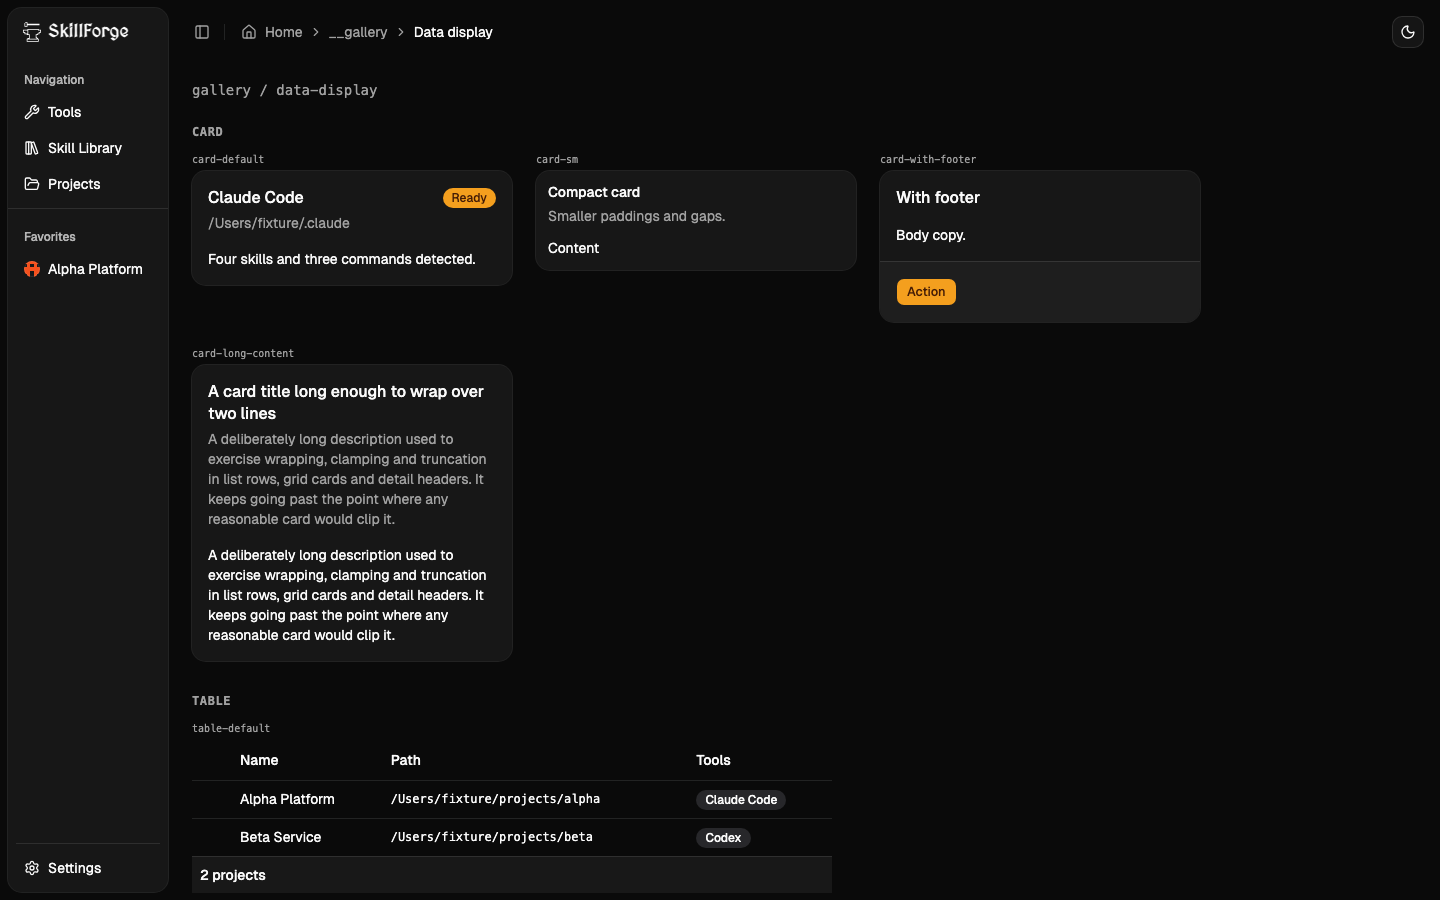 SkillForge
Navigation
Tools
Skill Library
Projects
Favorites
Alpha Platform
Settings
Home > __gallery > Data display
gallery / data-display
CARD
card-default
Claude Code
Ready
/Users/fixture/.claude
Four skills and three commands detected.
card-sm
Compact card
Smaller paddings and gaps.
Content
card-with-footer
With footer
Body copy.
Action
card-long-content
A card title long enough to wrap over
two lines
A deliberately long description used to
exercise wrapping, clamping and truncation
in list rows, grid cards and detail headers. It
keeps going past the point where any
reasonable card would clip it.
A deliberately long description used to
exercise wrapping, clamping and truncation
in list rows, grid cards and detail headers. It
keeps going past the point where any
reasonable card would clip it.
TABLE
table-default
Name Path Tools
Alpha Platform /Users/fixture/projects/alpha Claude Code
Beta Service /Users/fixture/projects/beta Codex
2 projects